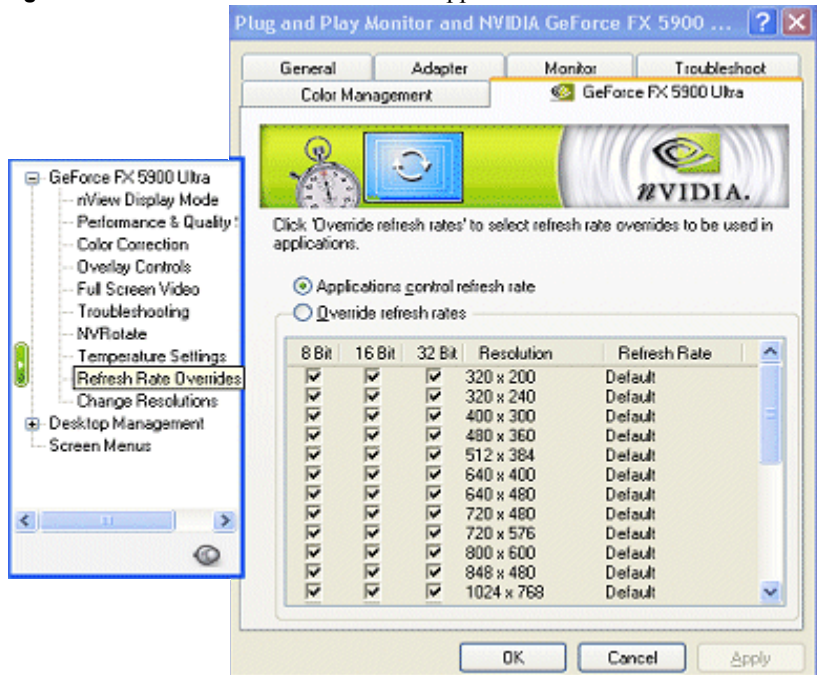 Plug and Play Monitor and NVIDIA GeForce FX 5900 ...
General Adapter Monitor Troubleshoot
Color Management GeForce FX 5900 Ultra
NVIDIA.
Click 'Override refresh rates' to select refresh rate overrides to be used in
applications.
Applications control refresh rate
Override refresh rates
8 Bit 16 Bit 32 Bit Resolution Refresh Rate
320 x 200 Default
320 x 240 Default
400 x 300 Default
480 x 360 Default
512 x 384 Default
640 x 400 Default
640 x 480 Default
720 x 480 Default
720 x 576 Default
800 x 600 Default
848 x 480 Default
1024 x 768 Default
OK Cancel Apply
GeForce FX 5900 Ultra
nView Display Mode
Performance & Quality
Color Correction
Overlay Controls
Full Screen Video
Troubleshooting
NVRotate
Temperature Settings
Refresh Rate Overrides
Change Resolutions
Desktop Management
Screen Menus